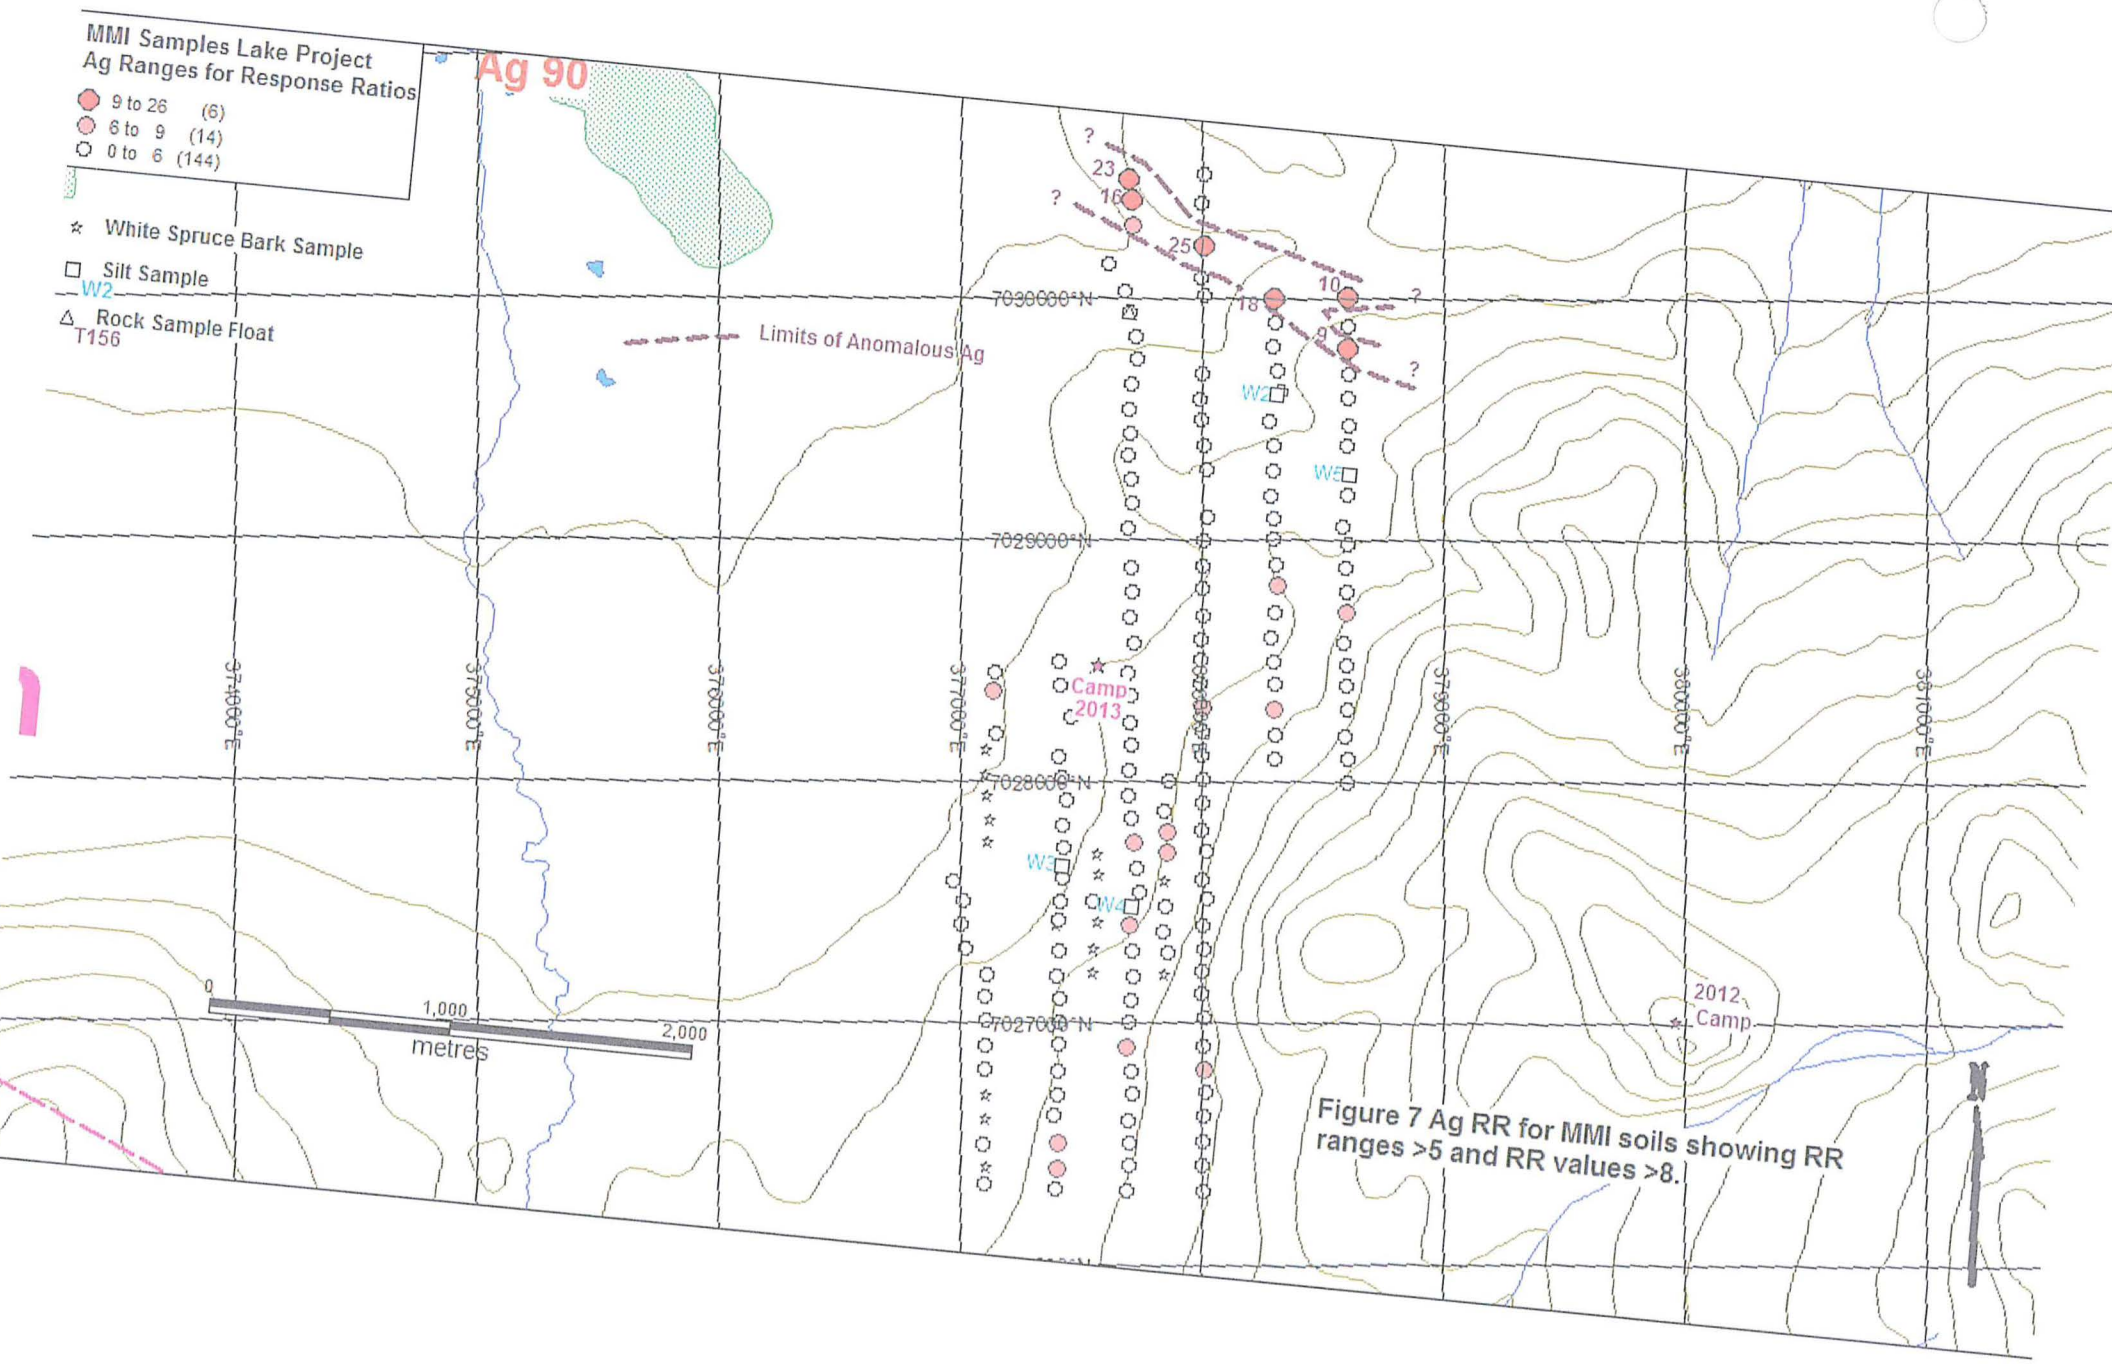 MMI Samples Lake Project
Ag Ranges for Response Ratios
9 to 26 (6)
6 to 9 (14)
0 to 6 (144)
Ag 90
White Spruce Bark Sample
Silt Sample
W2
Rock Sample Float
T156
Limits of Anomalous Ag
?
23
16
?
25
10
?
18
9
?
7030000°N
W2
W5
7029000°N
374000°E
375000°E
376000°E
377000°E
379000°E
380000°E
381000°E
Camp
2013
7028000°N
W3
W4
0
1,000
2,000
metres
7027000°N
2012
Camp
N
Figure 7 Ag RR for MMI soils showing RR
ranges >5 and RR values >8.